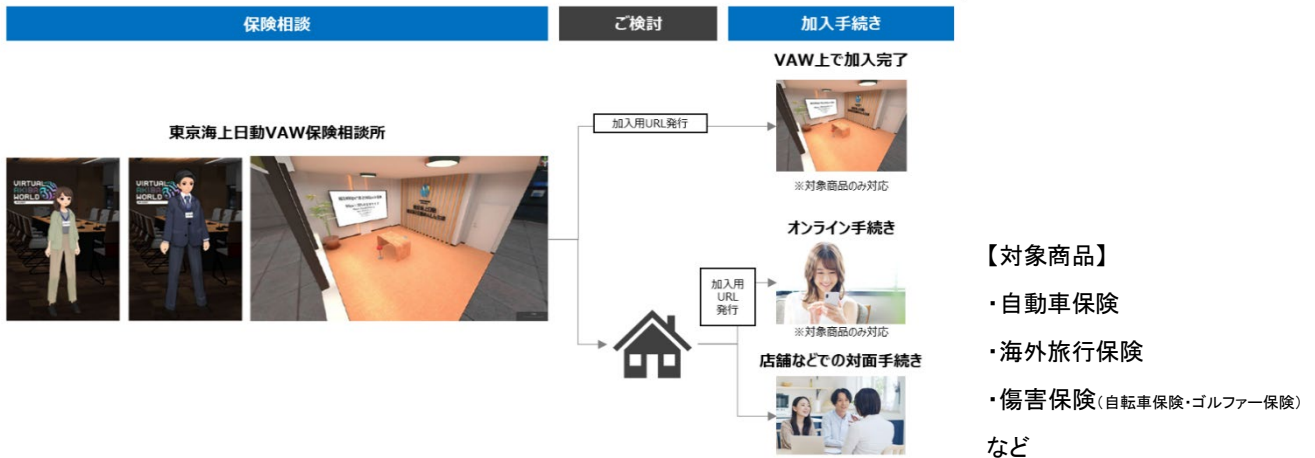 保険相談
ご検討
加入手続き
VAW上で加入完了
加入用URL発行
東京海上日動VAW保険相談所
VIRTUAL
AKIBA
WORLD
VIRTUAL
AKIBA
WORLD
※対象商品のみ対応
オンライン手続き
加入用
URL
発行
※対象商品のみ対応
店舗などでの対面手続き
【対象商品】
・自動車保険
・海外旅行保険
・傷害保険(自転車保険・ゴルファー保険)
など